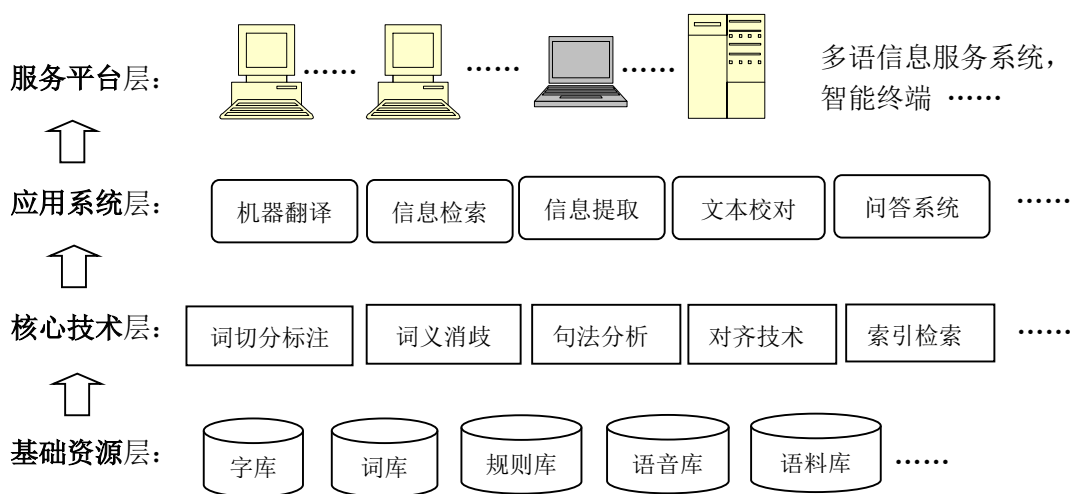 服务平台层： …… …… …… 多语信息服务系统，
智能终端 ……
应用系统层： 机器翻译 信息检索 信息提取 文本校对 问答系统 ……
核心技术层： 词切分标注 词义消歧 句法分析 对齐技术 索引检索 ……
基础资源层： 字库 词库 规则库 语音库 语料库 ……